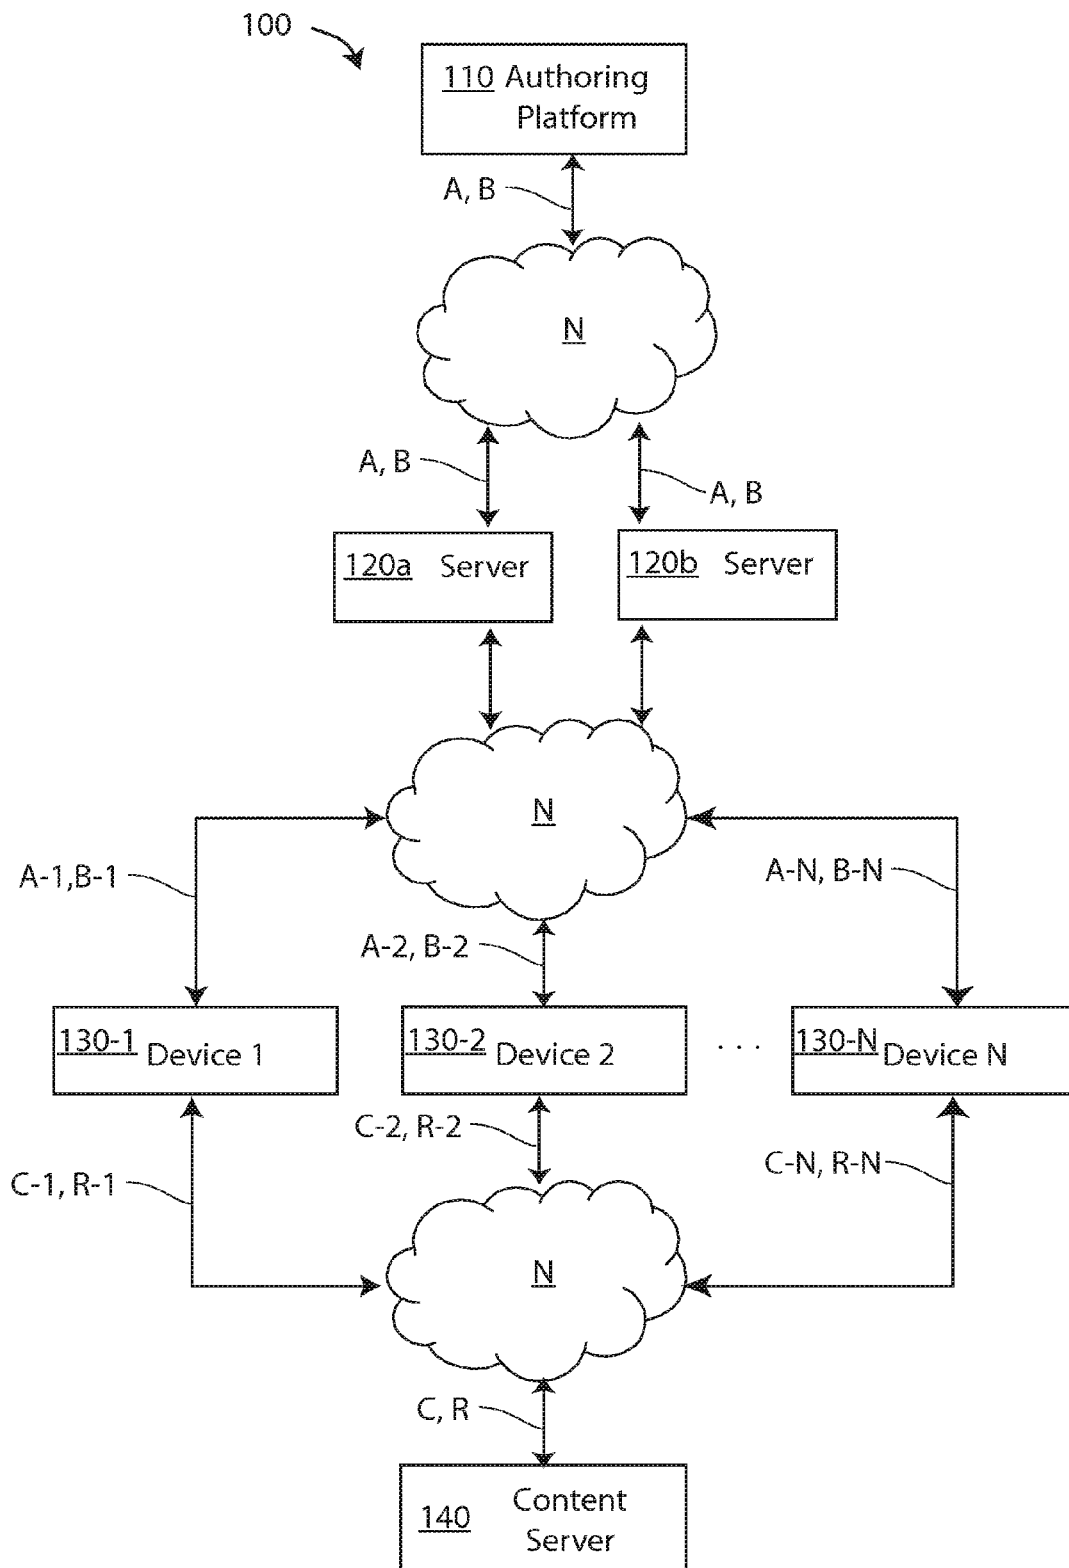 100
110 Authoring
Platform
A, B
N
A, B
A, B
120a Server
120b Server
N
A-1,B-1
A-N, B-N
A-2, B-2
130-1 Device 1
130-2 Device 2
. . .
130-N Device N
C-2, R-2
C-1, R-1
C-N, R-N
N
C, R
140 Content
Server